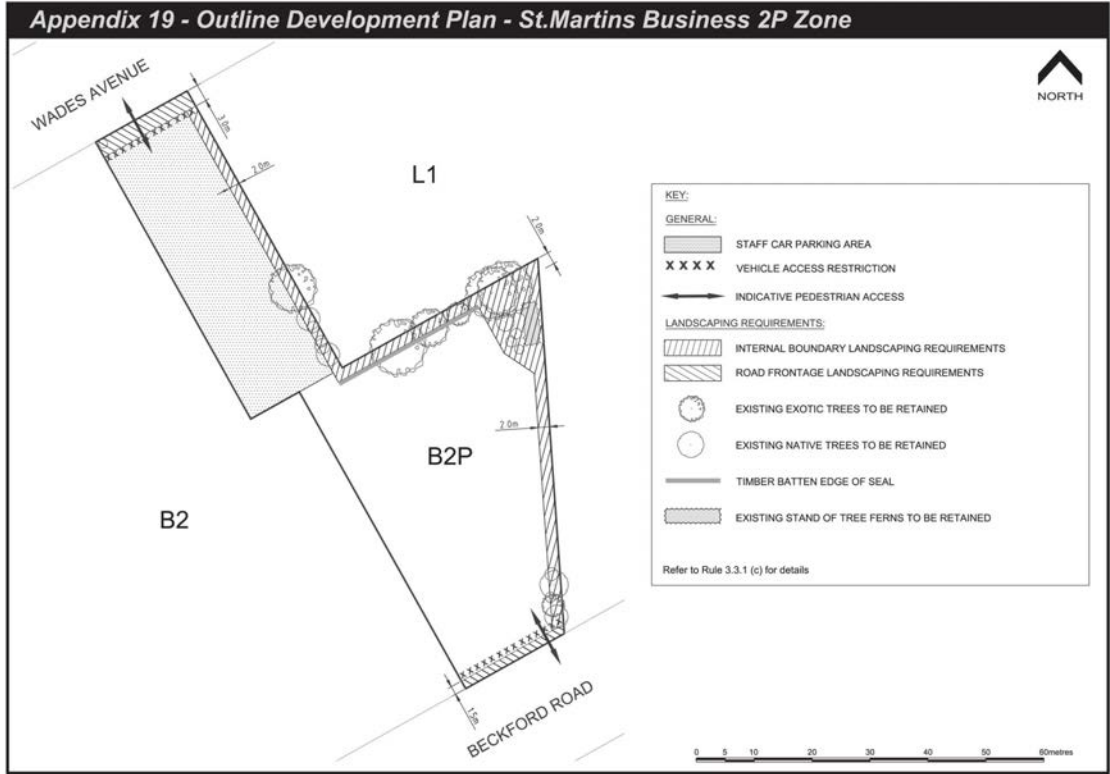 Appendix 19 - Outline Development Plan - St.Martins Business 2P Zone
WADES AVENUE
NORTH
3.0m
2.0m
L1
2.0m
KEY:
GENERAL:
STAFF CAR PARKING AREA
X X X X VEHICLE ACCESS RESTRICTION
INDICATIVE PEDESTRIAN ACCESS
LANDSCAPING REQUIREMENTS:
INTERNAL BOUNDARY LANDSCAPING REQUIREMENTS
ROAD FRONTAGE LANDSCAPING REQUIREMENTS
EXISTING EXOTIC TREES TO BE RETAINED
EXISTING NATIVE TREES TO BE RETAINED
TIMBER BATTEN EDGE OF SEAL
EXISTING STAND OF TREE FERNS TO BE RETAINED
Refer to Rule 3.3.1 (c) for details
2.0m
B2P
B2
1.5m
BECKFORD ROAD
0 5 10 20 30 40 50 60metres